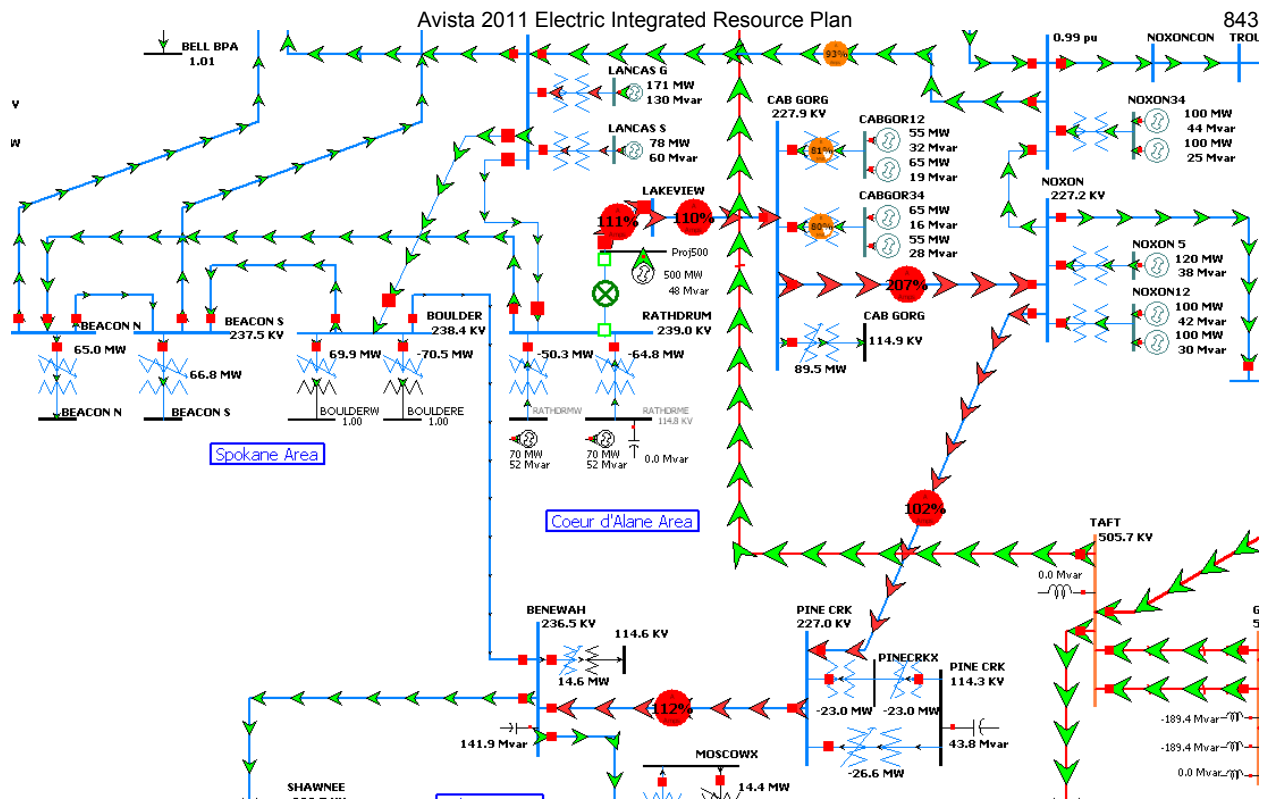 Avista 2011 Electric Integrated Resource Plan
843
BELL BPA
1.01
V
W
LANCAS G
171 MW
130 Mvar
LANCAS S
78 MW
60 Mvar
93%
0.99 pu
NOXONCON
TROU
CAB GORG
227.9 KV
CABGOR12
55 MW
32 Mvar
65 MW
19 Mvar
81%
NOXON34
100 MW
44 Mvar
100 MW
25 Mvar
LAKEVIEW
111%
110%
CABGOR34
65 MW
16 Mvar
55 MW
28 Mvar
80%
NOXON
227.2 KV
Proj500
500 MW
48 Mvar
207%
NOXON 5
120 MW
38 Mvar
NOXON12
100 MW
42 Mvar
100 MW
30 Mvar
BEACON N
65.0 MW
BEACON S
237.5 KV
66.8 MW
BOULDER
238.4 KV
69.9 MW
-70.5 MW
RATHDRUM
239.0 KV
-50.3 MW
-64.8 MW
CAB GORG
114.9 KV
89.5 MW
BEACON N
BEACON S
BOULDERW
1.00
BOULDERE
1.00
RATHDRMW
RATHDRME
114.8 KV
70 MW
52 Mvar
70 MW
52 Mvar
0.0 Mvar
Spokane Area
Coeur d'Alane Area
102%
TAFT
505.7 KV
0.0 Mvar
BENEWAH
236.5 KV
114.6 KV
14.6 MW
PINE CRK
227.0 KV
PINECRKX
PINE CRK
114.3 KV
-23.0 MW
-23.0 MW
G
5
112%
141.9 Mvar
43.8 Mvar
-26.6 MW
-189.4 Mvar
-189.4 Mvar
0.0 Mvar
MOSCOWX
14.4 MW
SHAWNEE